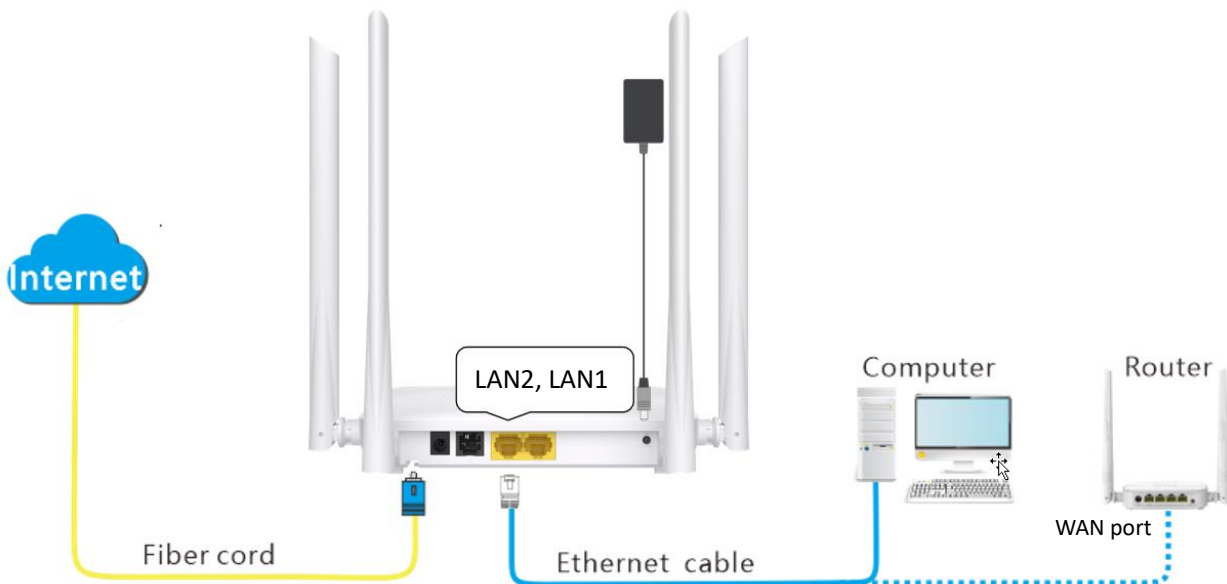 Internet
LAN2, LAN1
Computer
Router
WAN port
Fiber cord
Ethernet cable